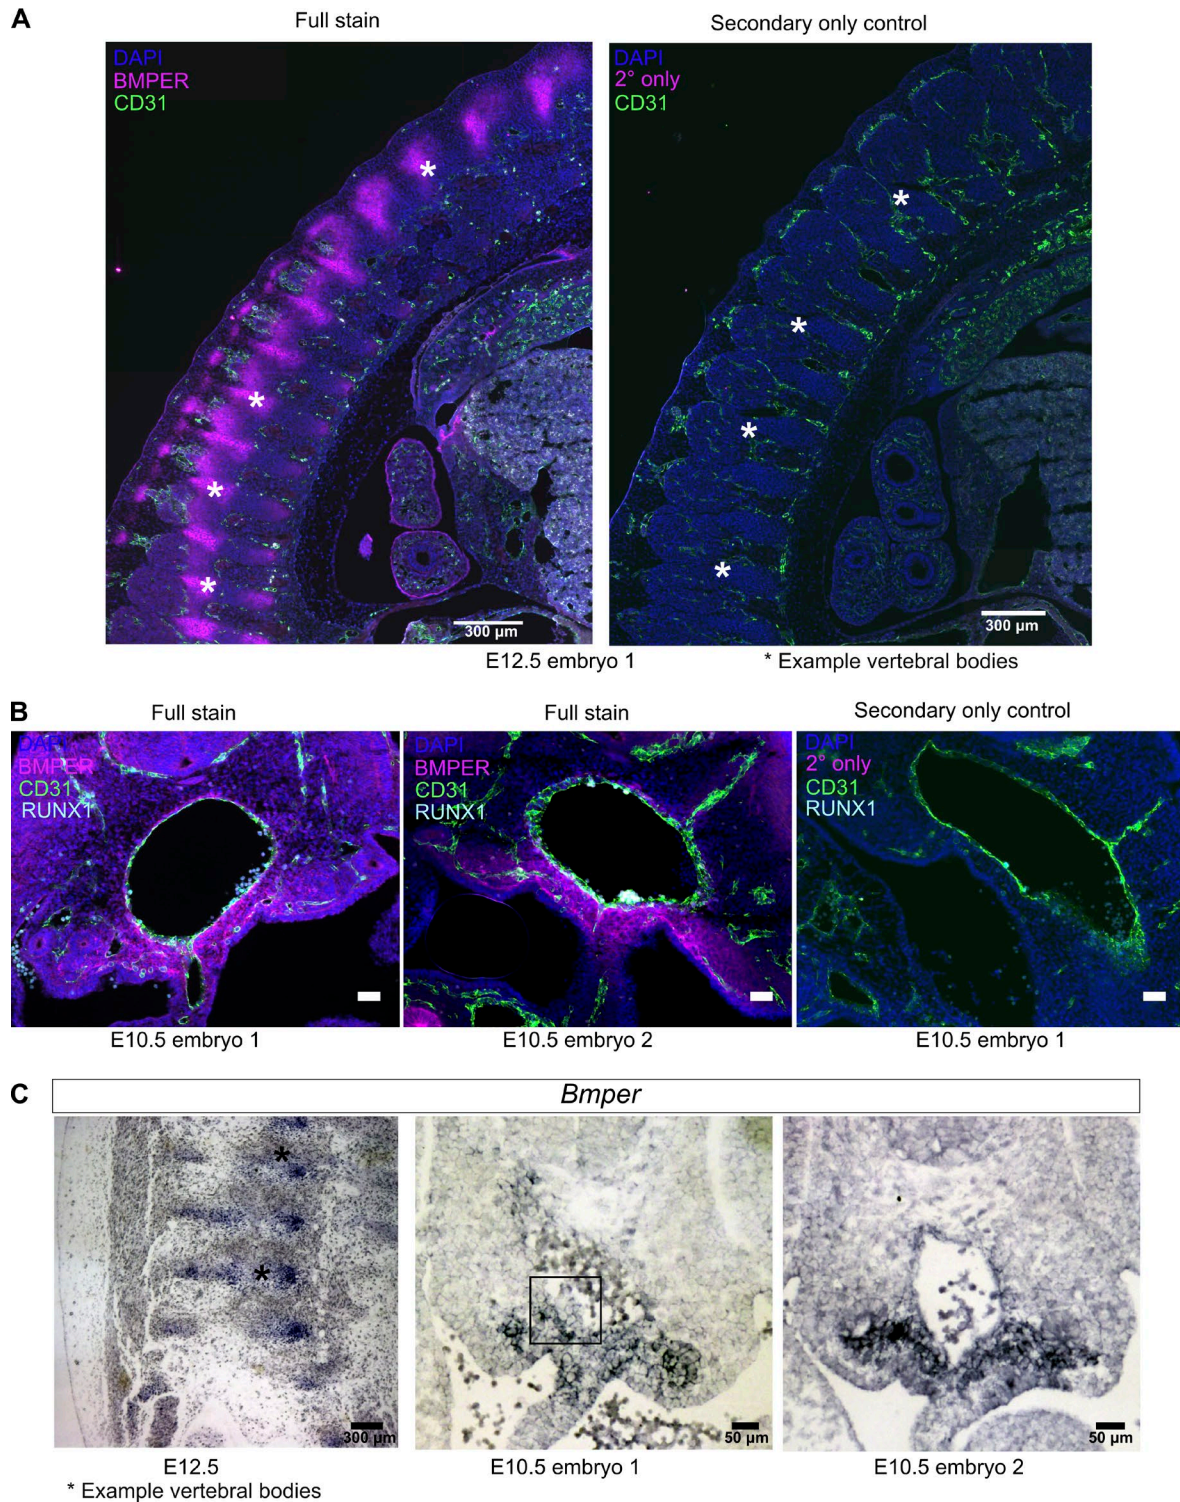 A
Full stain
Secondary only control
DAPI
BMPER
CD31
300 µm
DAPI
2° only
CD31
300 µm
E12.5 embryo 1
* Example vertebral bodies
B
Full stain
Full stain
Secondary only control
DAPI
BMPER
CD31
RUNX1
DAPI
BMPER
CD31
RUNX1
DAPI
2° only
CD31
RUNX1
E10.5 embryo 1
E10.5 embryo 2
E10.5 embryo 1
C
Bmper
300 µm
50 µm
50 µm
E12.5
E10.5 embryo 1
E10.5 embryo 2
* Example vertebral bodies